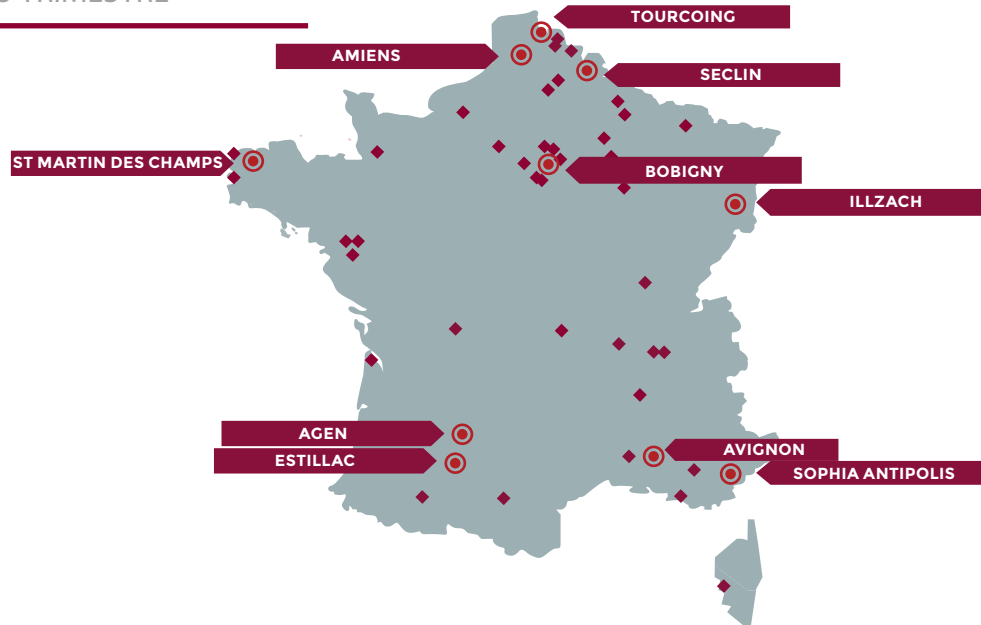 TOURCOING
AMIENS
SECLIN
ST MARTIN DES CHAMPS
BOBIGNY
ILLZACH
AGEN
AVIGNON
ESTILLAC
SOPHIA ANTIPOLIS